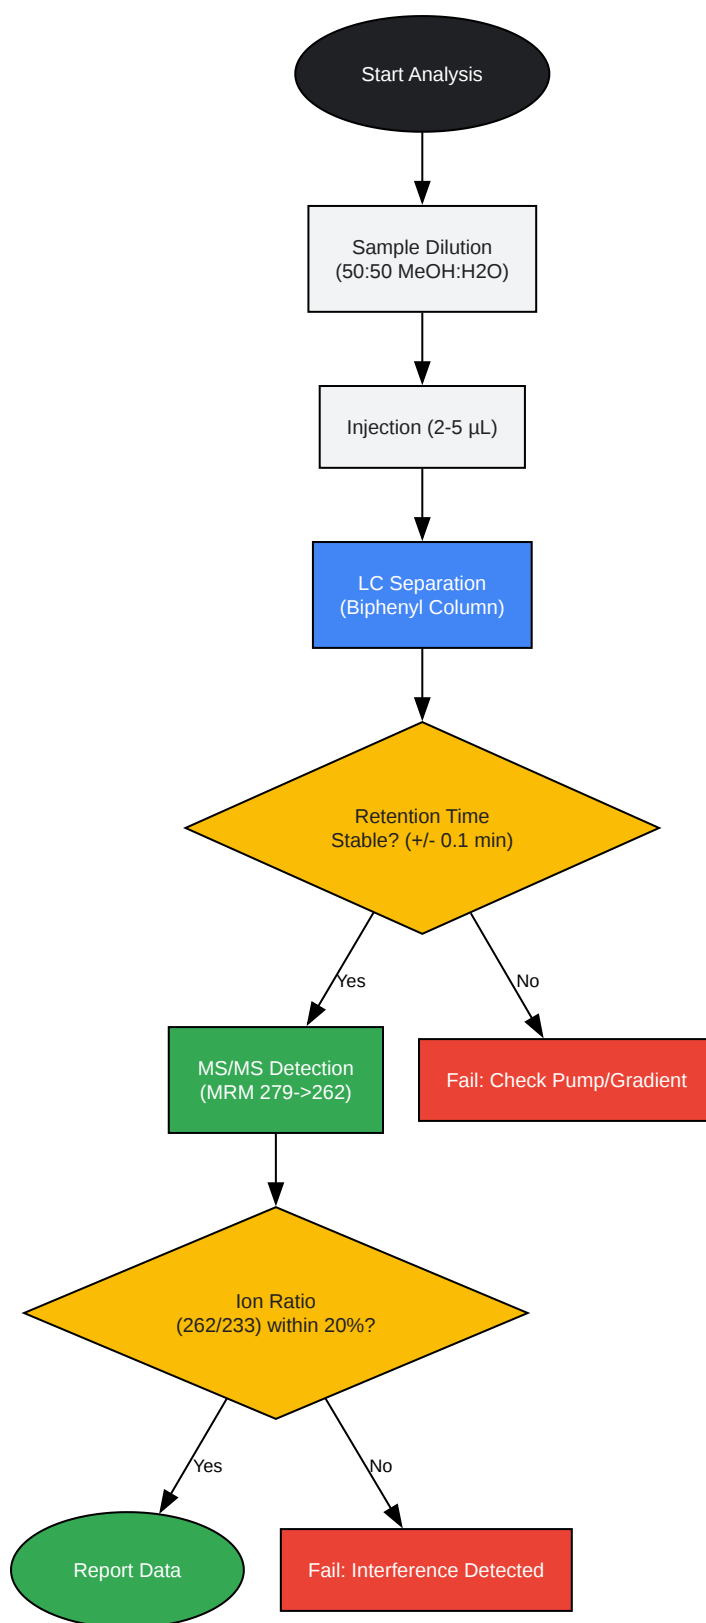 Start Analysis
Sample Dilution
(50:50 MeOH:H2O)
Injection (2-5 µL)
LC Separation
(Biphenyl Column)
Retention Time
Stable? (+/- 0.1 min)
Yes
No
MS/MS Detection
(MRM 279->262)
Fail: Check Pump/Gradient
Ion Ratio
(262/233) within 20%?
Yes
No
Report Data
Fail: Interference Detected